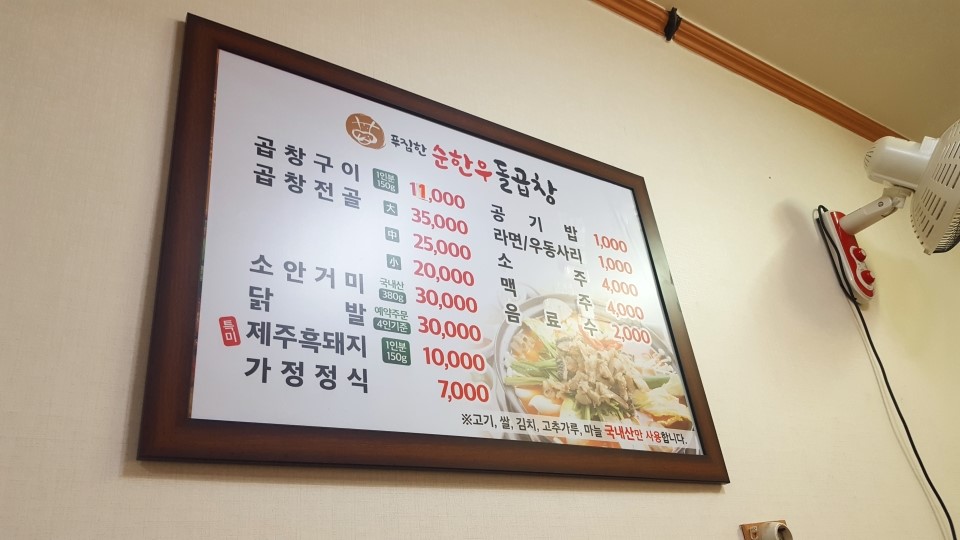 푸짐한 순한우 돌곱창
곱창구이 1인분 150g 11,000
곱창전골 大 35,000
中 25,000
小 20,000
소안거미 국내산 380g 30,000
닭발 예약주문 4인기준 30,000
특미 제주흑돼지 1인분 150g 10,000
가정정식 7,000
공기밥 1,000
라면/우동사리 1,000
소주 4,000
맥주 4,000
음료수 2,000
※고기, 쌀, 김치, 고추가루, 마늘 국내산만 사용합니다.